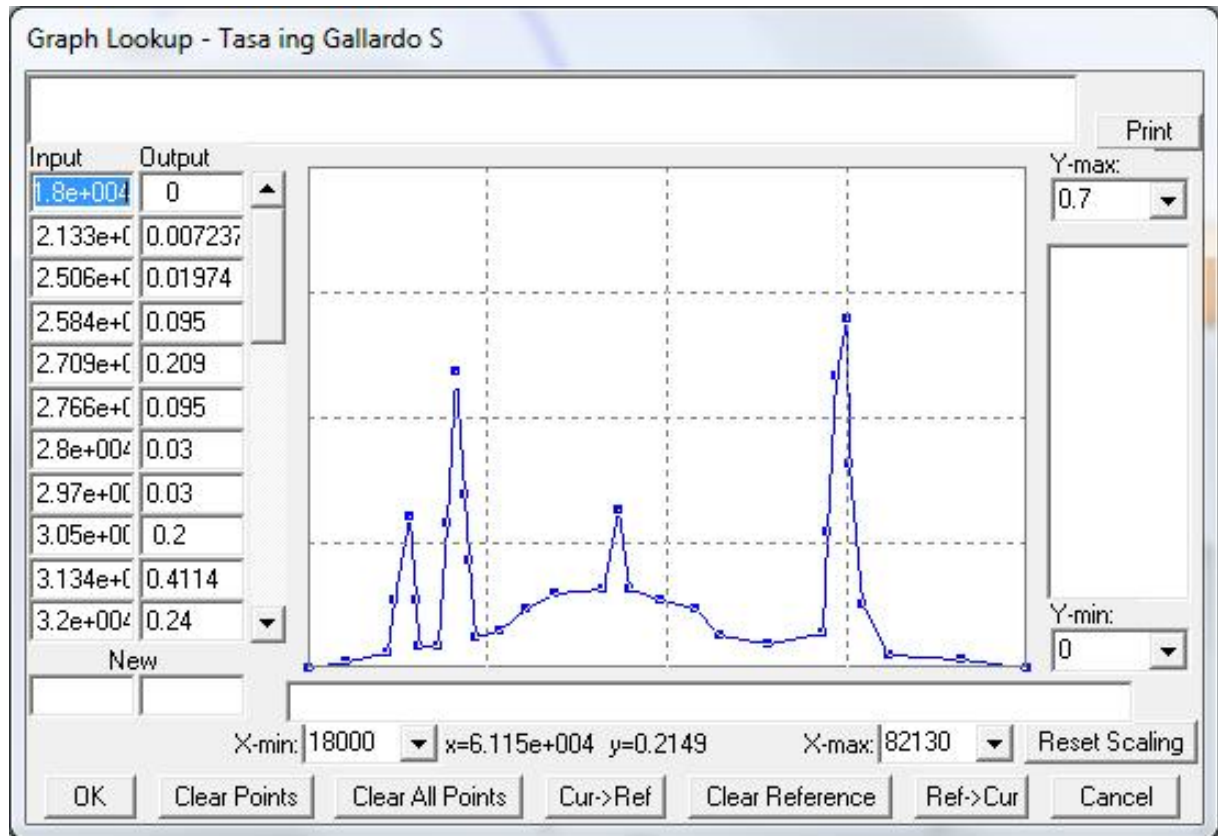 Graph Lookup - Tasa ing Gallardo S
Print
Input Output
1.8e+004 0
2.133e+0 0.007237
2.506e+0 0.01974
2.584e+0 0.095
2.709e+0 0.209
2.766e+0 0.095
2.8e+004 0.03
2.97e+00 0.03
3.05e+00 0.2
3.134e+0 0.4114
3.2e+004 0.24
New
Y-max:
0.7
Y-min:
0
X-min: 18000 x=6.115e+004 y=0.2149 X-max: 82130 Reset Scaling
OK Clear Points Clear All Points Cur->Ref Clear Reference Ref->Cur Cancel